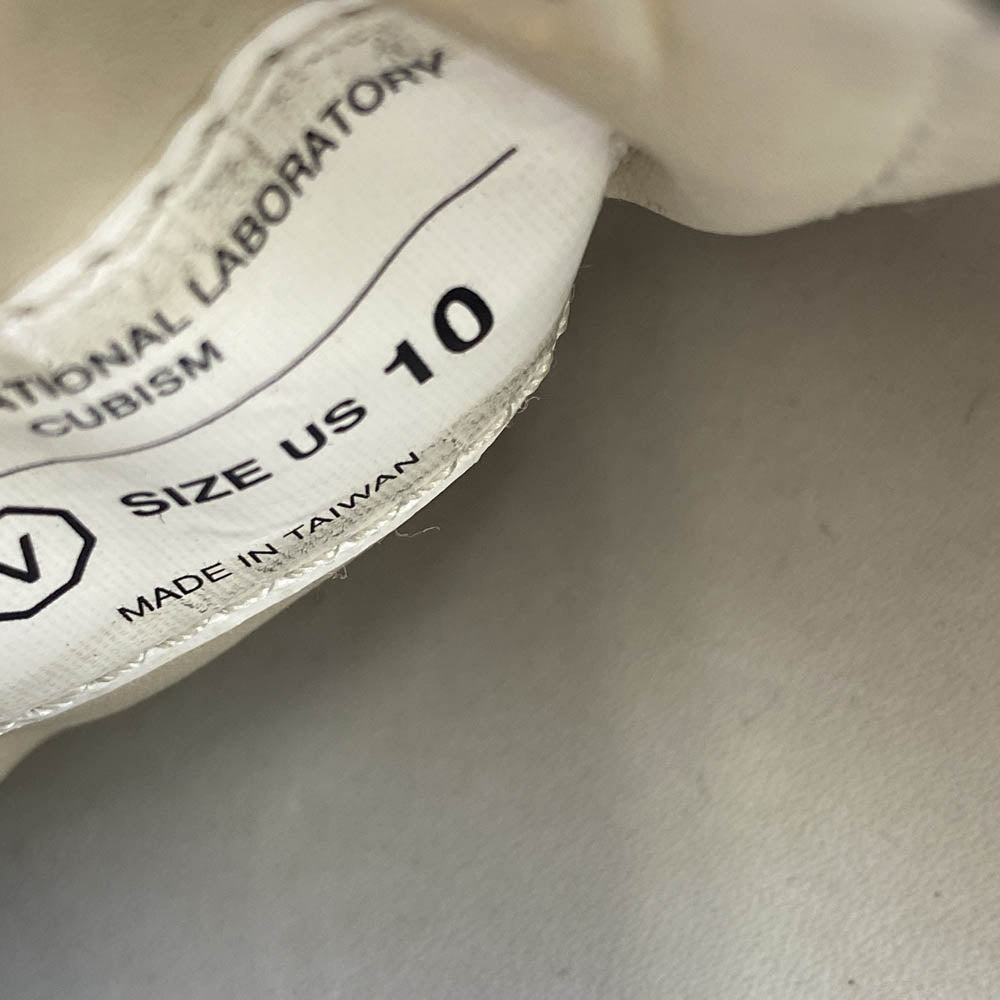 ATIONAL LABORATORY
CUBISM
V SIZE US 10
MADE IN TAIWAN